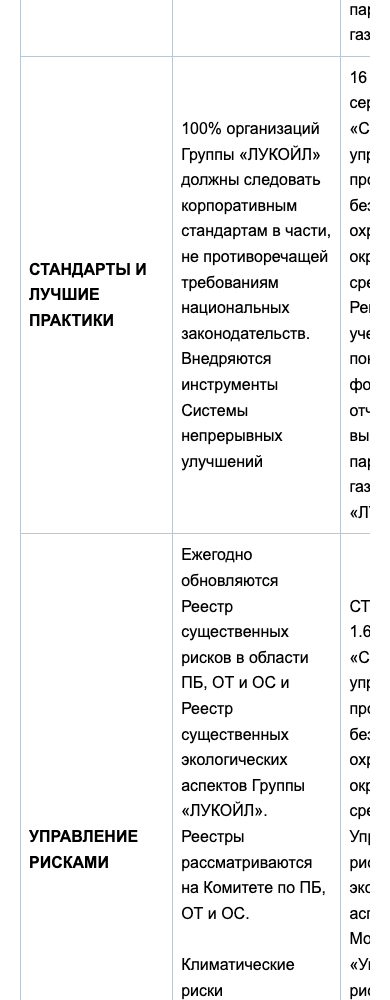 СТАНДАРТЫ И
ЛУЧШИЕ
ПРАКТИКИ
100% организаций
Группы «ЛУКОЙЛ»
должны следовать
корпоративным
стандартам в части,
не противоречащей
требованиям
национальных
законодательств.
Внедряются
инструменты
Системы
непрерывных
улучшений
16
УПРАВЛЕНИЕ
РИСКАМИ
Ежегодно
обновляются
Реестр
существенных
рисков в области
ПБ, ОТ и ОС и
Реестр
существенных
экологических
аспектов Группы
«ЛУКОЙЛ».
Реестры
рассматриваются
на Комитете по ПБ,
ОТ и ОС.
Климатические
риски